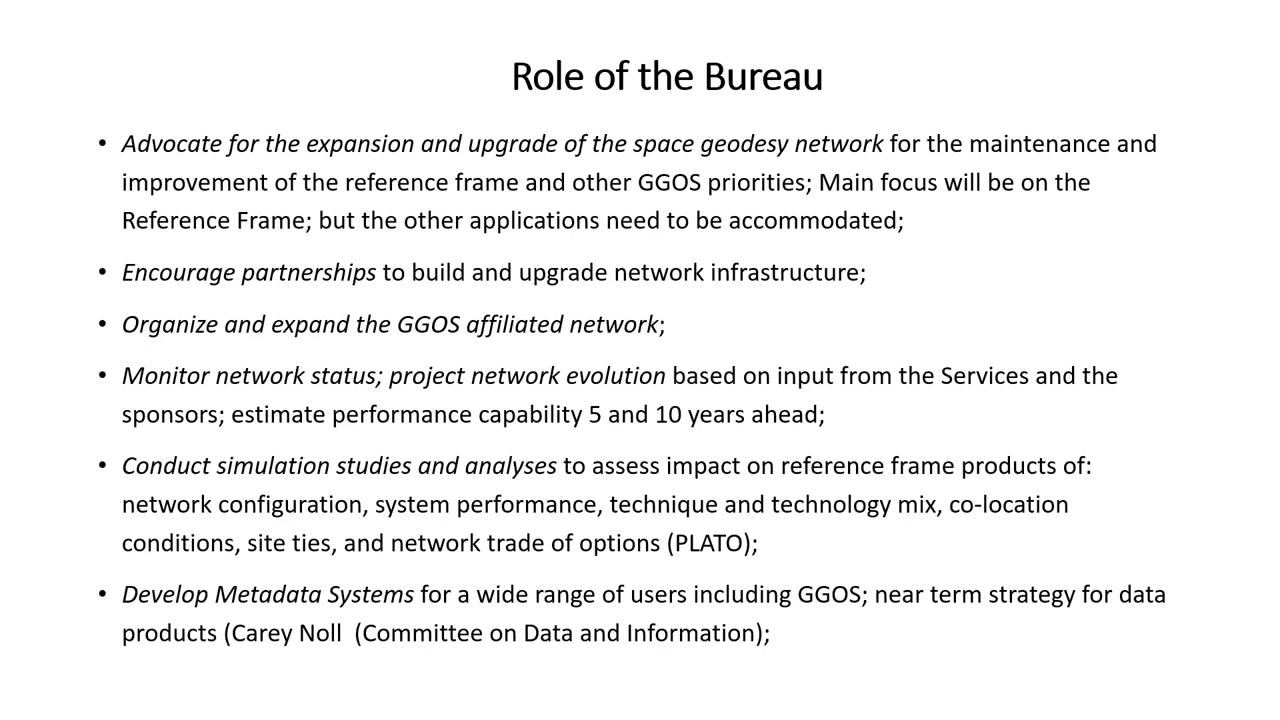 Role of the Bureau
• Advocate for the expansion and upgrade of the space geodesy network for the maintenance and
improvement of the reference frame and other GGOS priorities; Main focus will be on the
Reference Frame; but the other applications need to be accommodated;
• Encourage partnerships to build and upgrade network infrastructure;
• Organize and expand the GGOS affiliated network;
• Monitor network status; project network evolution based on input from the Services and the
sponsors; estimate performance capability 5 and 10 years ahead;
• Conduct simulation studies and analyses to assess impact on reference frame products of:
network configuration, system performance, technique and technology mix, co-location
conditions, site ties, and network trade of options (PLATO);
• Develop Metadata Systems for a wide range of users including GGOS; near term strategy for data
products (Carey Noll  (Committee on Data and Information);